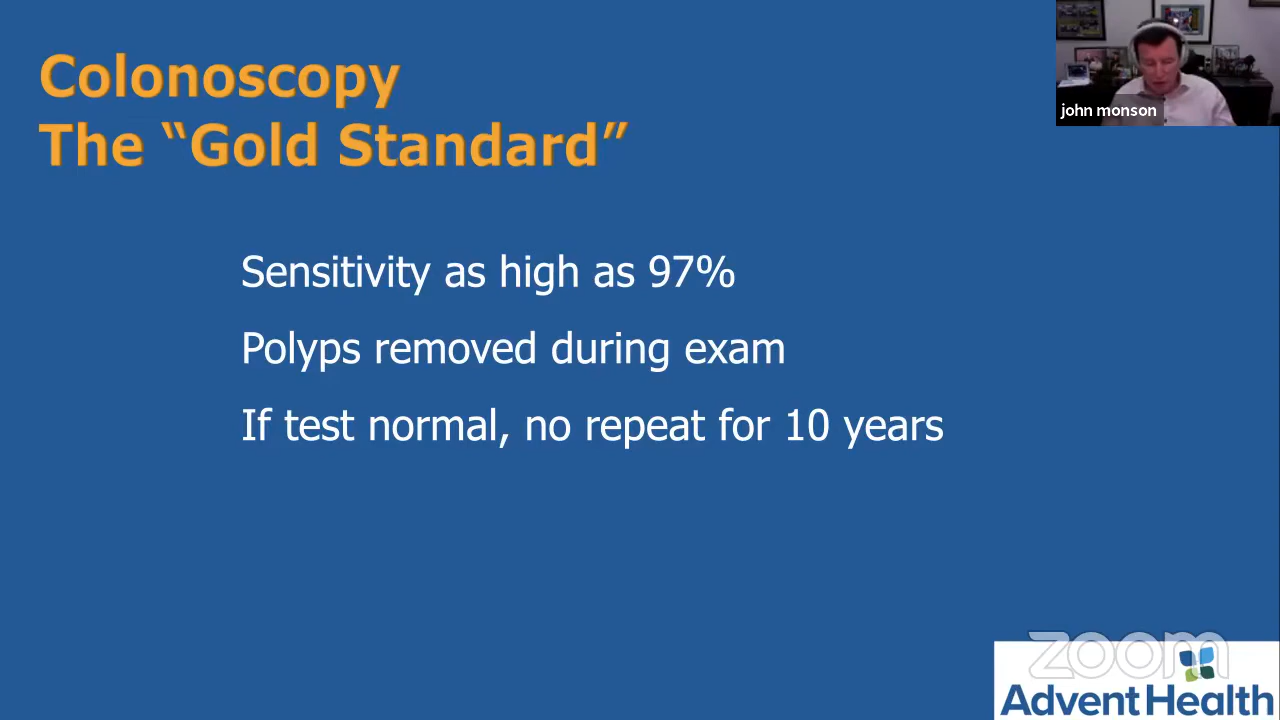 Colonoscopy
The “Gold Standard”
john monson
Sensitivity as high as 97%
Polyps removed during exam
If test normal, no repeat for 10 years
zoom
AdventHealth